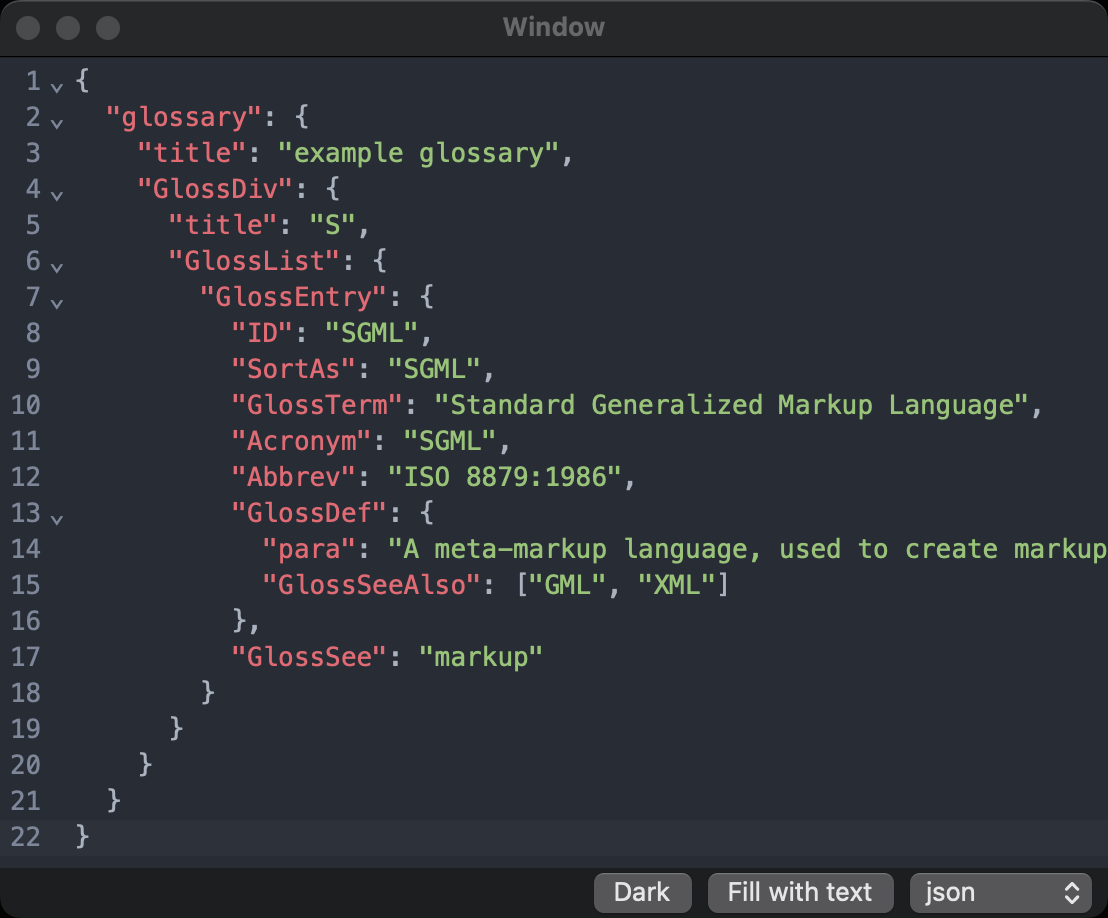 Window
1 {
2   "glossary": {
3     "title": "example glossary",
4     "GlossDiv": {
5       "title": "S",
6       "GlossList": {
7         "GlossEntry": {
8           "ID": "SGML",
9           "SortAs": "SGML",
10           "GlossTerm": "Standard Generalized Markup Language",
11           "Acronym": "SGML",
12           "Abbrev": "ISO 8879:1986",
13           "GlossDef": {
14             "para": "A meta-markup language, used to create markup
15             "GlossSeeAlso": ["GML", "XML"]
16           },
17           "GlossSee": "markup"
18         }
19       }
20     }
21   }
22 }
Dark Fill with text json